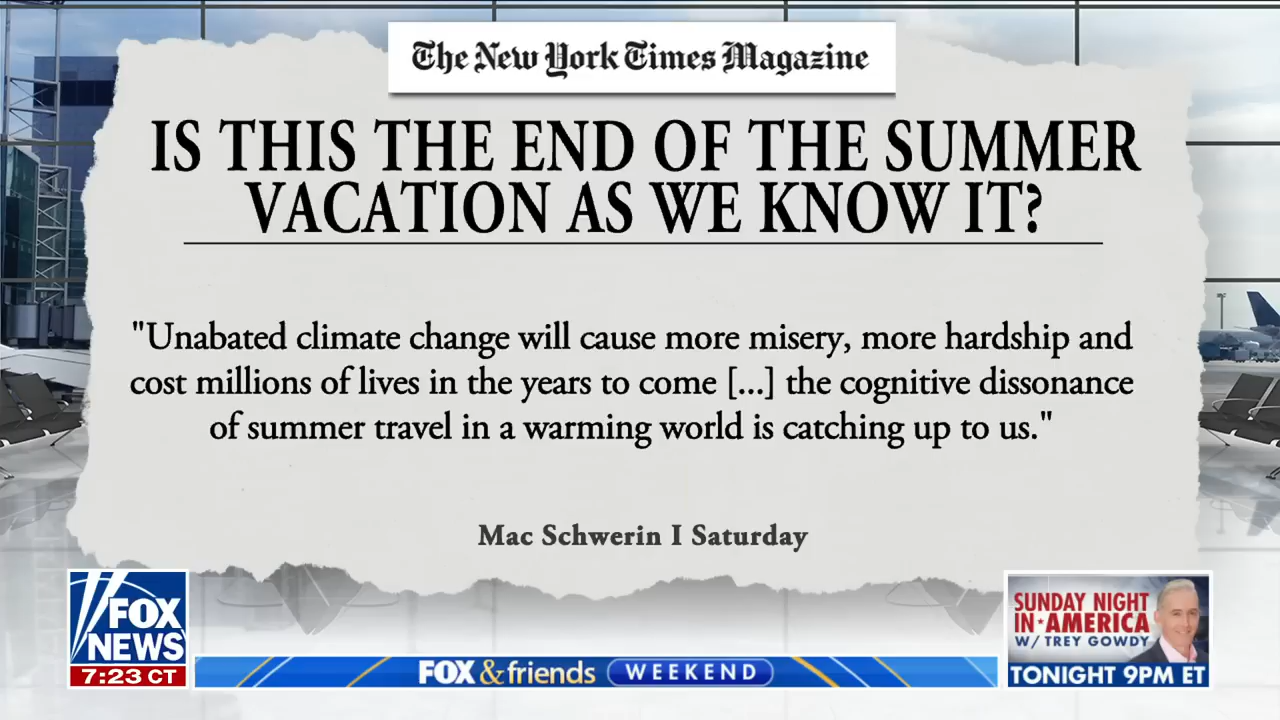 The New York Times Magazine
IS THIS THE END OF THE SUMMER
VACATION AS WE KNOW IT?
"Unabated climate change will cause more misery, more hardship and
cost millions of lives in the years to come [...] the cognitive dissonance
of summer travel in a warming world is catching up to us."
Mac Schwerin I Saturday
FOX
NEWS
7:23 CT
FOX & friends WEEKEND
SUNDAY NIGHT
IN★AMERICA
W/ TREY GOWDY
TONIGHT 9PM ET